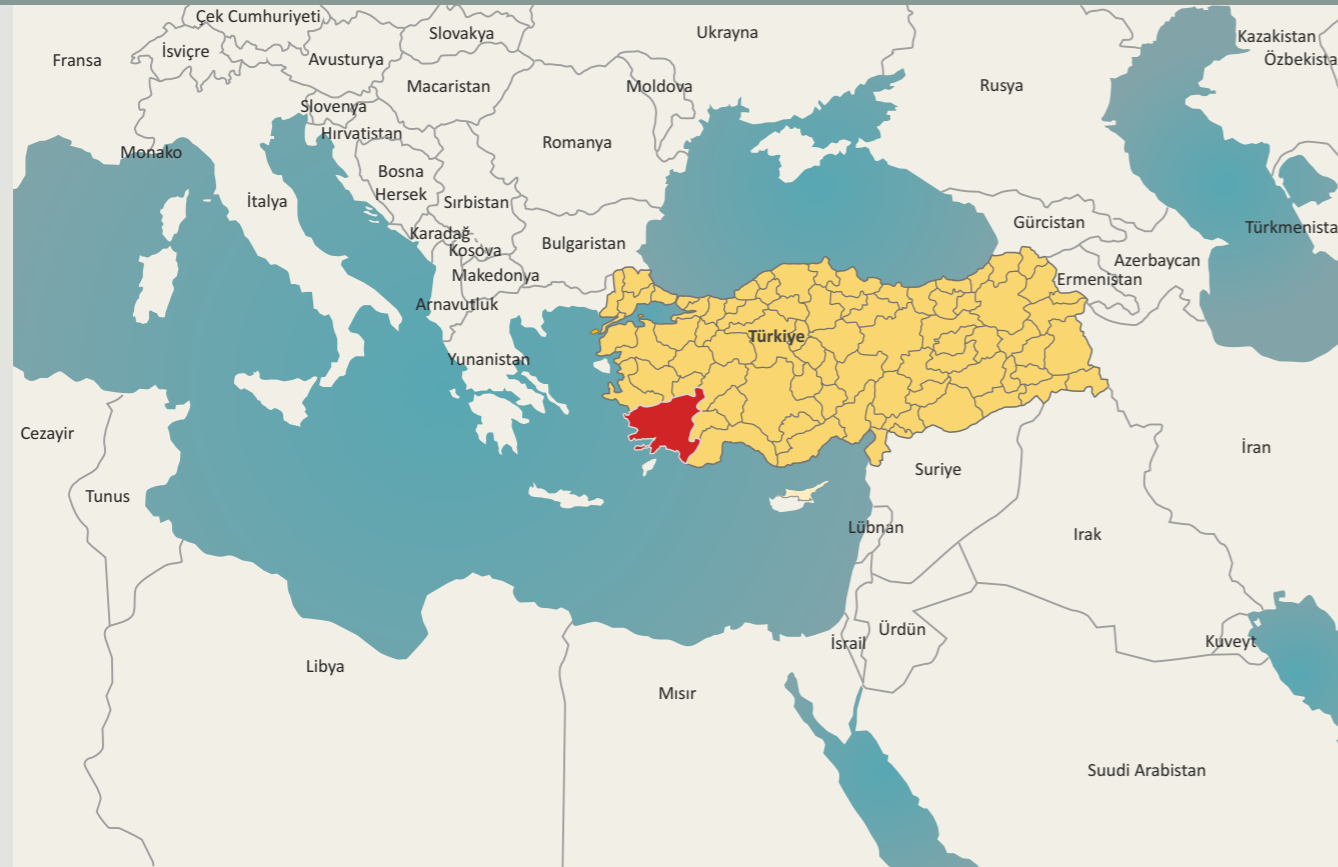 Çek Cumhuriyeti
Slovakya
Ukrayna
Kazakistan
Özbekista
Fransa
İsviçre
Avusturya
Macaristan
Moldova
Rusya
Slovenya
Hırvatistan
Romanya
Monako
Bosna
Hersek
İtalya
Sırbistan
Karadağ
Kosova
Bulgaristan
Gürcistan
Türkmenista
Makedonya
Azerbaycan
Ermenistan
Arnavutluk
Türkiye
Yunanistan
Cezayir
İran
Suriye
Tunus
Lübnan
Irak
Ürdün
İsrail
Kuveyt
Libya
Mısır
Suudi Arabistan